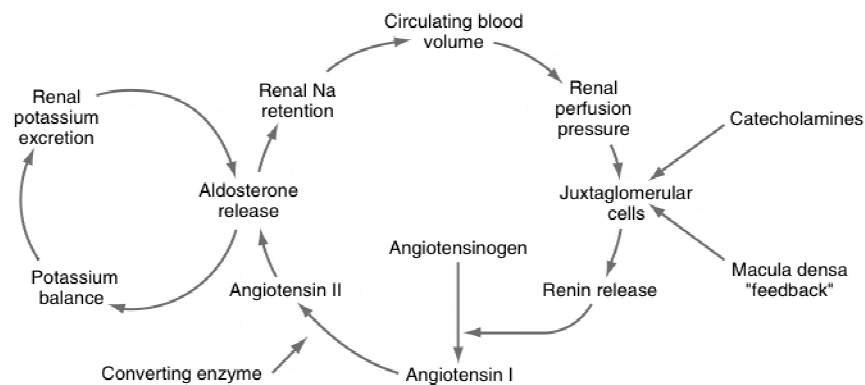 Circulating blood
volume
Renal Na
retention
Renal
perfusion
pressure
Renal
potassium
excretion
Catecholamines
Aldosterone
release
Juxtaglomerular
cells
Angiotensinogen
Potassium
balance
Angiotensin II
Renin release
Macula densa
"feedback"
Converting enzyme
Angiotensin I